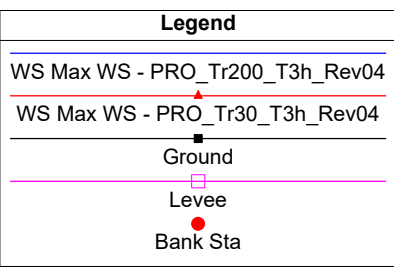 Legend
WS Max WS - PRO_Tr200_T3h_Rev04
WS Max WS - PRO_Tr30_T3h_Rev04
Ground
Levee
Bank Sta